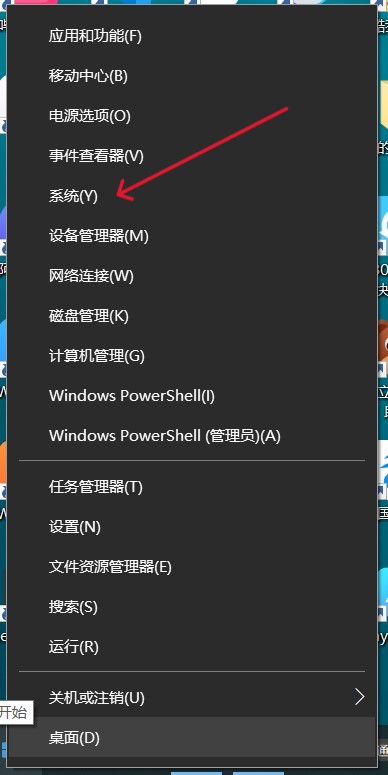 应用和功能(F)
移动中心(B)
电源选项(O)
事件查看器(V)
系统(Y)
设备管理器(M)
网络连接(W)
磁盘管理(K)
计算机管理(G)
Windows PowerShell(I)
Windows PowerShell (管理员)(A)
任务管理器(T)
设置(N)
文件资源管理器(E)
搜索(S)
运行(R)
关机或注销(U)
开始
桌面(D)